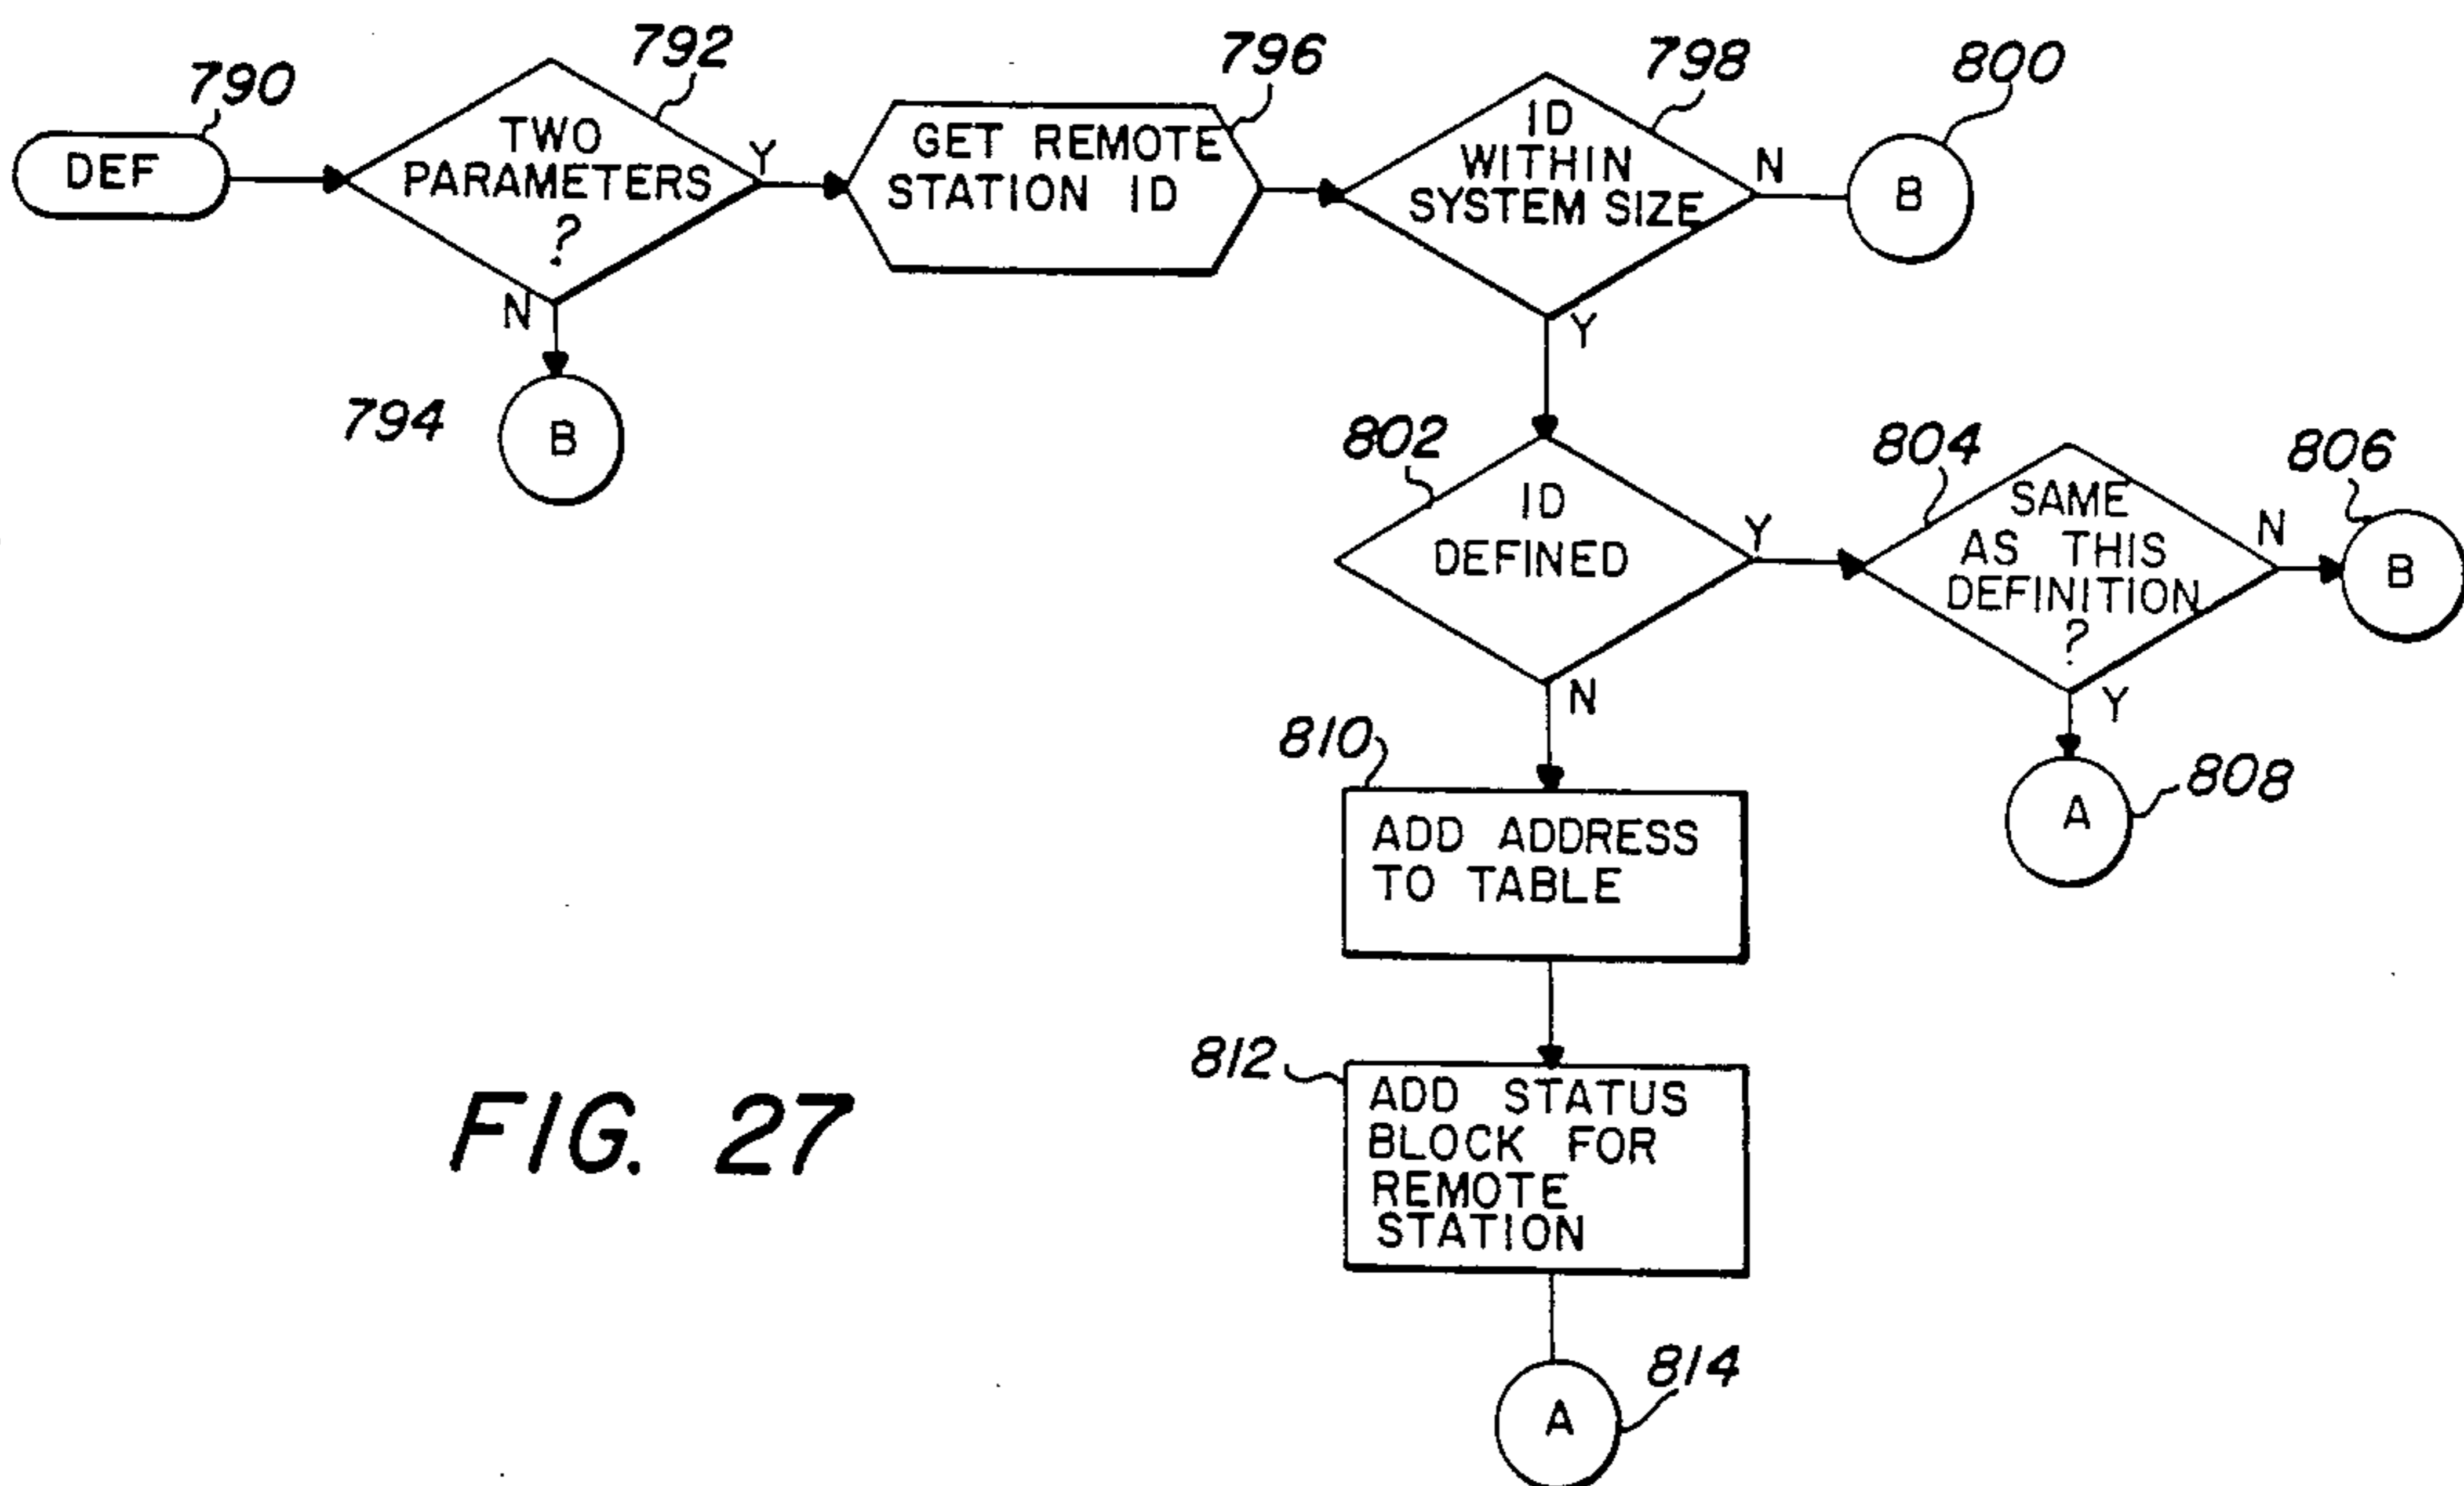 790
DEF
792
TWO
PARAMETERS
?
Y
N
794
B
796
GET REMOTE
STATION ID
798
ID
WITHIN
SYSTEM SIZE
N
Y
800
B
802
ID
DEFINED
Y
N
804
SAME
AS THIS
DEFINITION
?
N
Y
806
B
808
A
810
ADD ADDRESS
TO TABLE
812
ADD STATUS
BLOCK FOR
REMOTE
STATION
814
A
FIG. 27